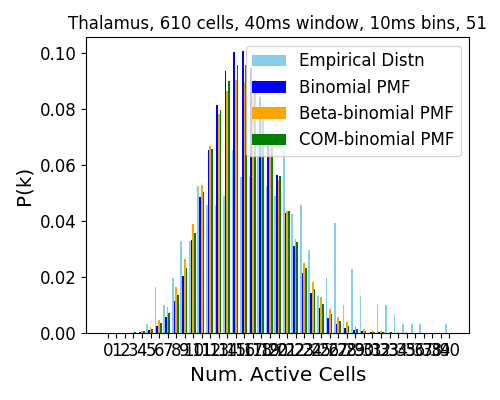 Thalamus, 610 cells, 40ms window, 10ms bins, 51
Empirical Distn
Binomial PMF
Beta-binomial PMF
COM-binomial PMF
P(k)
0.10
0.08
0.06
0.04
0.02
0.00
Num. Active Cells